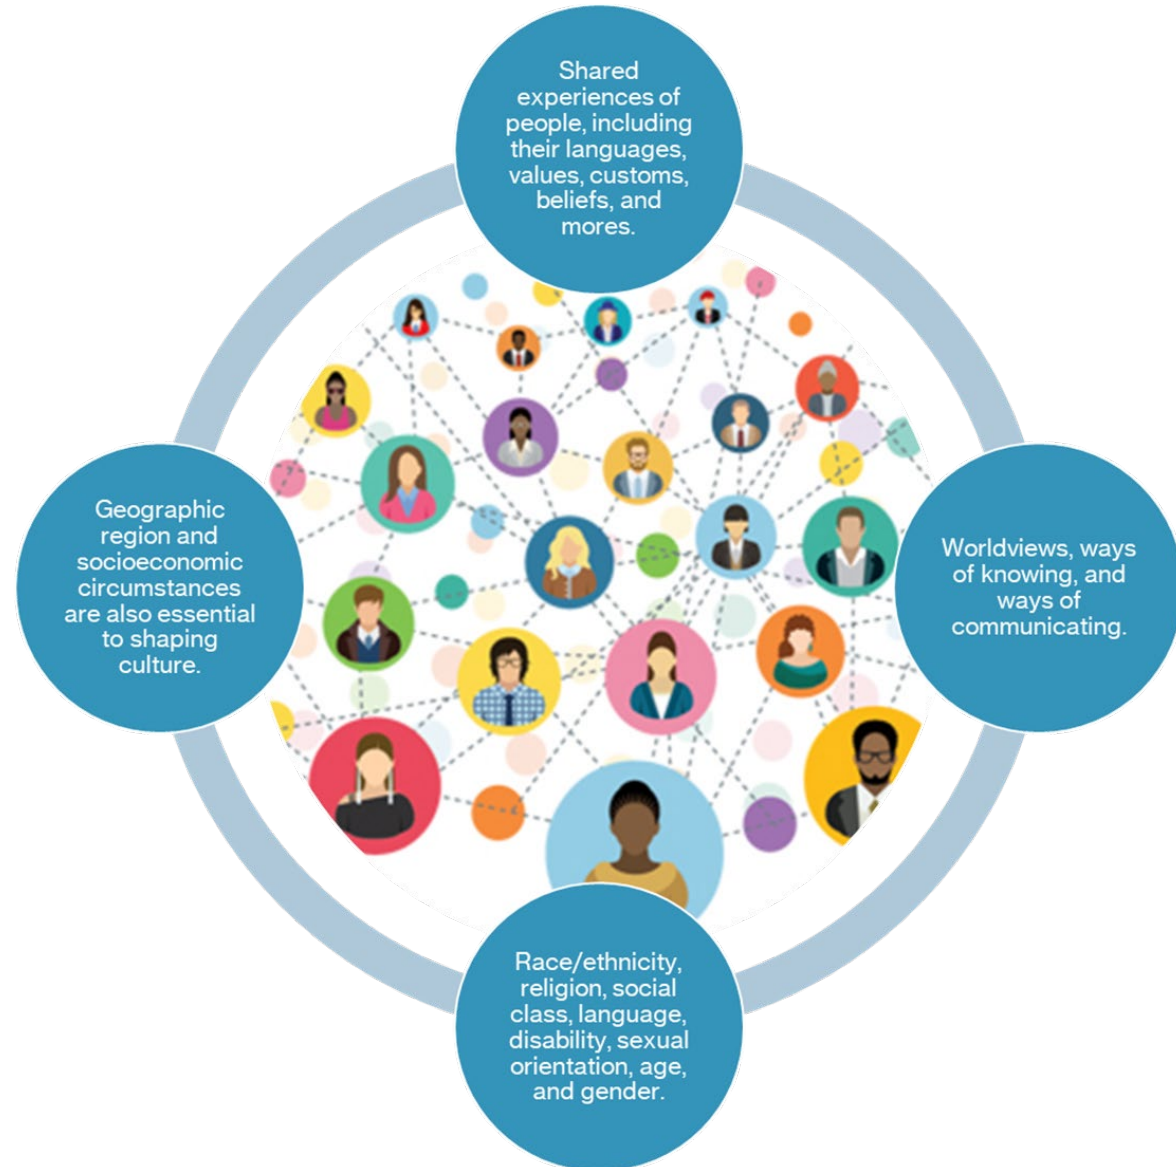 Shared
experiences of
people, including
their languages,
values, customs,
beliefs, and
mores.
Geographic
region and
socioeconomic
circumstances
are also essential
to shaping
culture.
Worldviews, ways
of knowing, and
ways of
communicating.
Race/ethnicity,
religion, social
class, language,
disability, sexual
orientation, age,
and gender.